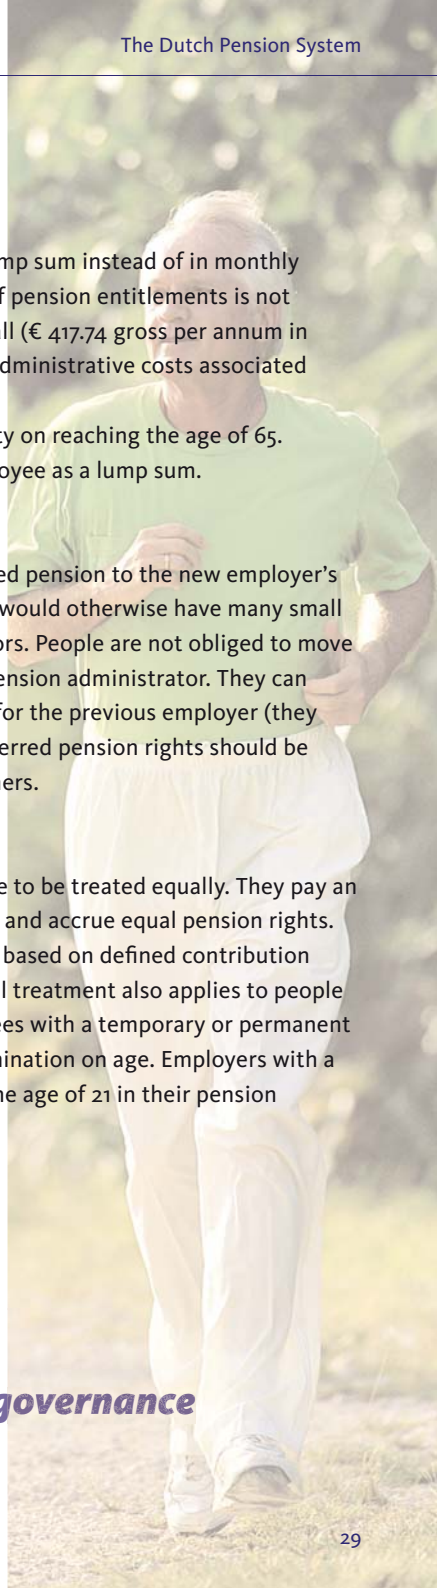 The Dutch Pension System
mp sum instead of in monthly
f pension entitlements is not
ll (€ 417.74 gross per annum in
dministrative costs associated
ty on reaching the age of 65.
oyee as a lump sum.
ed pension to the new employer's
would otherwise have many small
ors. People are not obliged to move
ension administrator. They can
for the previous employer (they
erred pension rights should be
ers.
e to be treated equally. They pay an
and accrue equal pension rights.
based on defined contribution
l treatment also applies to people
ees with a temporary or permanent
ination on age. Employers with a
he age of 21 in their pension
governance
29